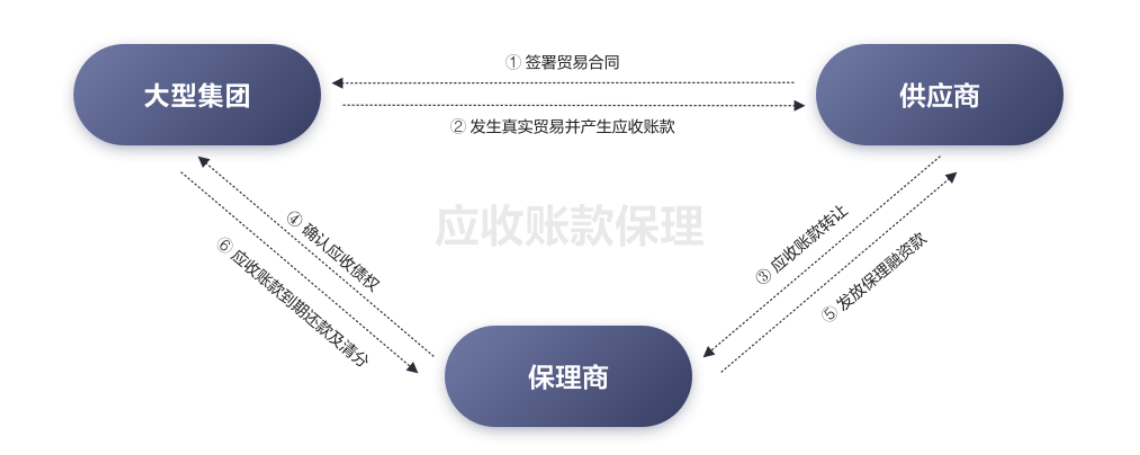 ① 签署贸易合同
大型集团
供应商
② 发生真实贸易并产生应收账款
应收账款保理
④ 确认应收债权
③ 应收账款转让
⑥ 应收账款到期还款及清分
⑤ 发放保理融资款
保理商